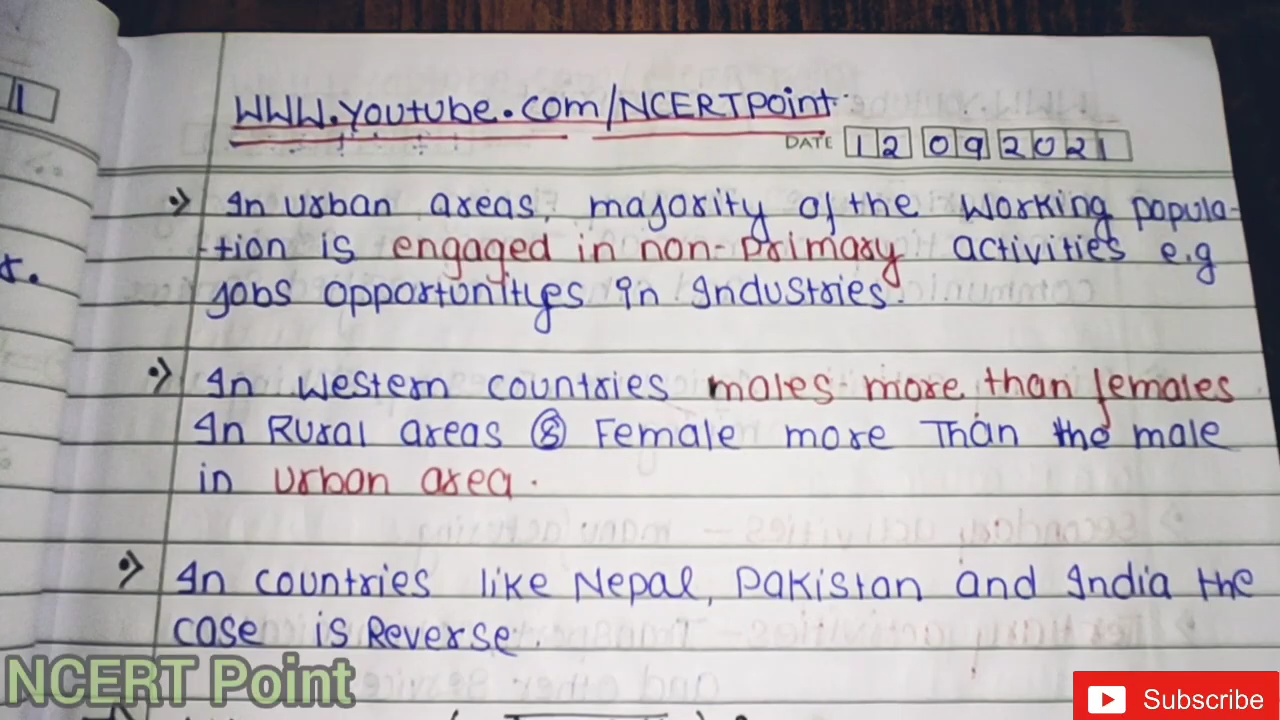 WWW.Youtube.com/NCERTPoint
DATE 12 09 2021
In urban areas, majority of the working popula-
-tion is engaged in non-primary activities e.g
jobs opportunityes in Industries.
In western countries males more than females
In Rural areas & Female more Than the male
in urban area.
In countries like Nepal, Pakistan and India the
case is Reverse.
NCERT Point
Subscribe